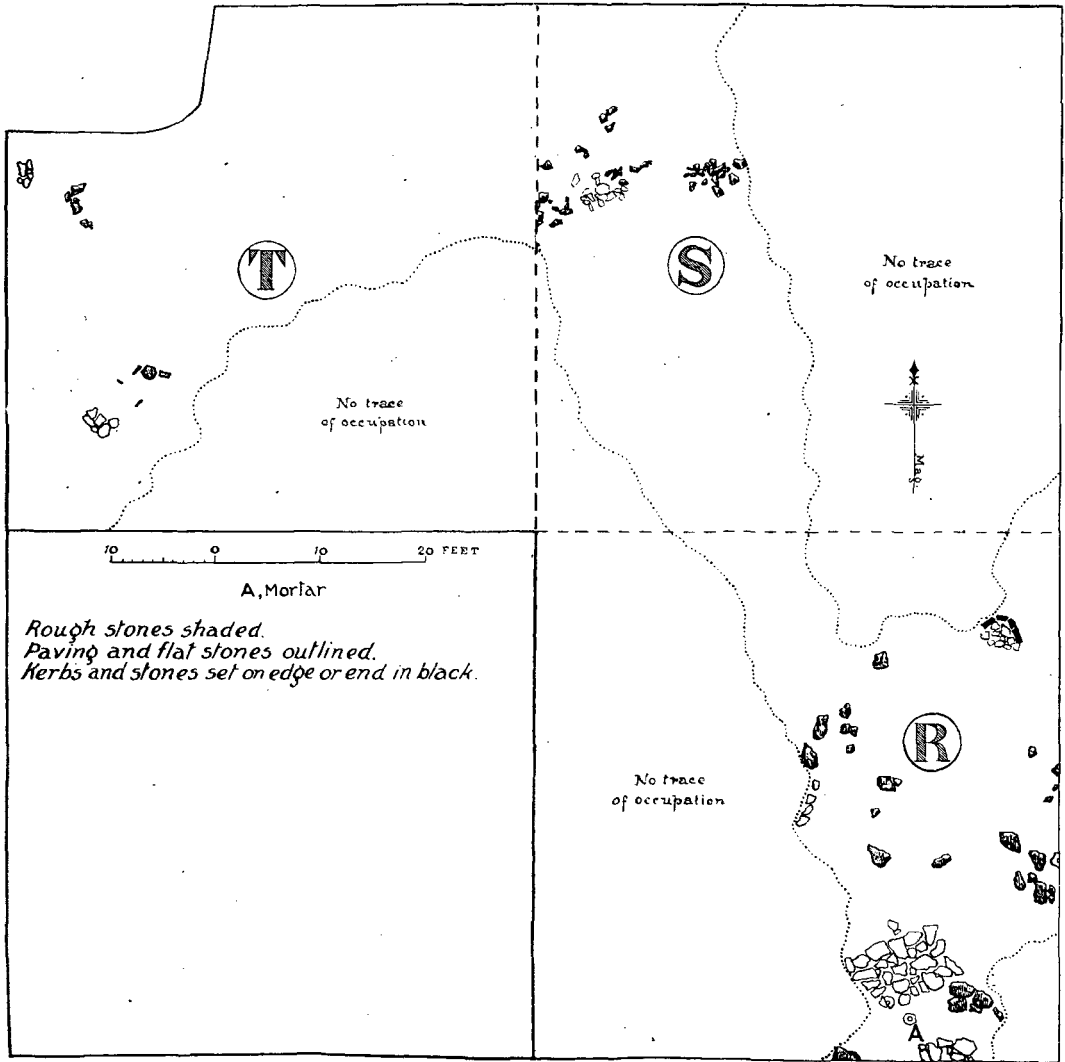 T
S
No trace
of occupation
No trace
of occupation
Mag.
10 0 10 20 FEET
A, Mortar
Rough stones shaded.
Paving and flat stones outlined.
Kerbs and stones set on edge or end in black.
R
No trace
of occupation
A